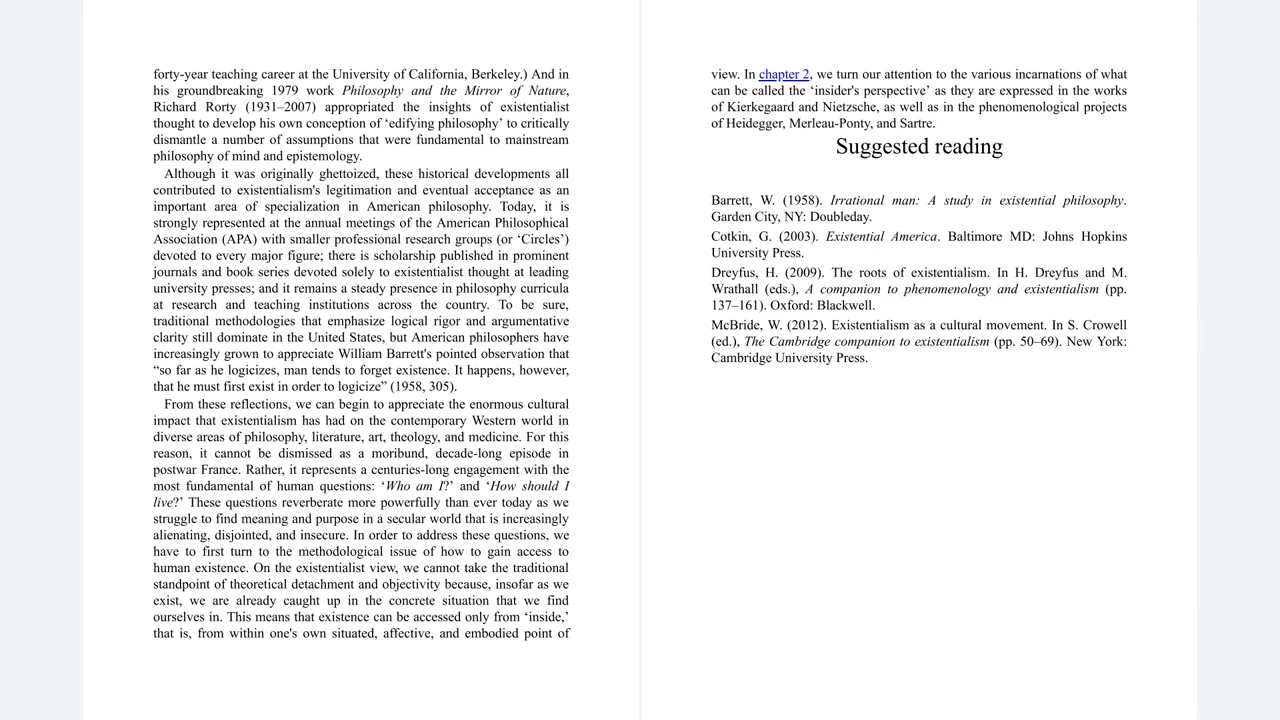 forty-year teaching career at the University of California, Berkeley.) And in
his groundbreaking 1979 work Philosophy and the Mirror of Nature,
Richard Rorty (1931–2007) appropriated the insights of existentialist
thought to develop his own conception of ‘edifying philosophy’ to critically
dismantle a number of assumptions that were fundamental to mainstream
philosophy of mind and epistemology.
Although it was originally ghettoized, these historical developments all
contributed to existentialism's legitimation and eventual acceptance as an
important area of specialization in American philosophy. Today, it is
strongly represented at the annual meetings of the American Philosophical
Association (APA) with smaller professional research groups (or ‘Circles’)
devoted to every major figure; there is scholarship published in prominent
journals and book series devoted solely to existentialist thought at leading
university presses; and it remains a steady presence in philosophy curricula
at research and teaching institutions across the country. To be sure,
traditional methodologies that emphasize logical rigor and argumentative
clarity still dominate in the United States, but American philosophers have
increasingly grown to appreciate William Barrett's pointed observation that
“so far as he logicizes, man tends to forget existence. It happens, however,
that he must first exist in order to logicize” (1958, 305).
From these reflections, we can begin to appreciate the enormous cultural
impact that existentialism has had on the contemporary Western world in
diverse areas of philosophy, literature, art, theology, and medicine. For this
reason, it cannot be dismissed as a moribund, decade-long episode in
postwar France. Rather, it represents a centuries-long engagement with the
most fundamental of human questions: ‘Who am I?’ and ‘How should I
live?’ These questions reverberate more powerfully than ever today as we
struggle to find meaning and purpose in a secular world that is increasingly
alienating, disjointed, and insecure. In order to address these questions, we
have to first turn to the methodological issue of how to gain access to
human existence. On the existentialist view, we cannot take the traditional
standpoint of theoretical detachment and objectivity because, insofar as we
exist, we are already caught up in the concrete situation that we find
ourselves in. This means that existence can be accessed only from ‘inside,’
that is, from within one's own situated, affective, and embodied point of
view. In chapter 2, we turn our attention to the various incarnations of what
can be called the ‘insider's perspective’ as they are expressed in the works
of Kierkegaard and Nietzsche, as well as in the phenomenological projects
of Heidegger, Merleau-Ponty, and Sartre.
Suggested reading
Barrett, W. (1958). Irrational man: A study in existential philosophy.
Garden City, NY: Doubleday.
Cotkin, G. (2003). Existential America. Baltimore MD: Johns Hopkins
University Press.
Dreyfus, H. (2009). The roots of existentialism. In H. Dreyfus and M.
Wrathall (eds.), A companion to phenomenology and existentialism (pp.
137–161). Oxford: Blackwell.
McBride, W. (2012). Existentialism as a cultural movement. In S. Crowell
(ed.), The Cambridge companion to existentialism (pp. 50–69). New York:
Cambridge University Press.